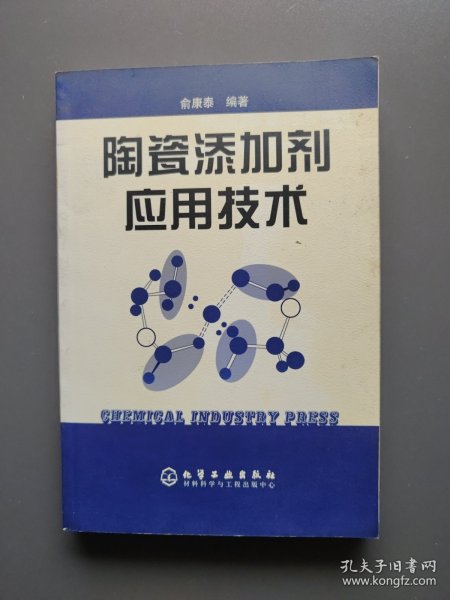 俞康泰 编著
陶瓷添加剂
应用技术
CHEMICAL INDUSTRY PRESS
化学工业出版社
材料科学与工程出版中心
孔夫子旧书网
www.kongfz.com